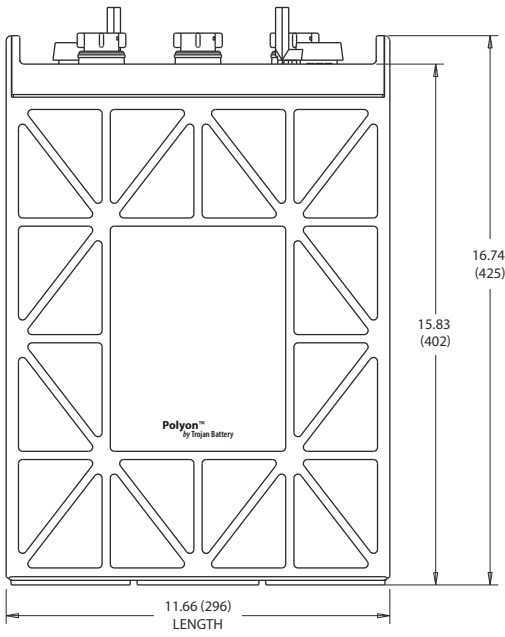 16.74
(425)
15.83
(402)
Polyon™
by Trojan Battery
11.66 (296)
LENGTH